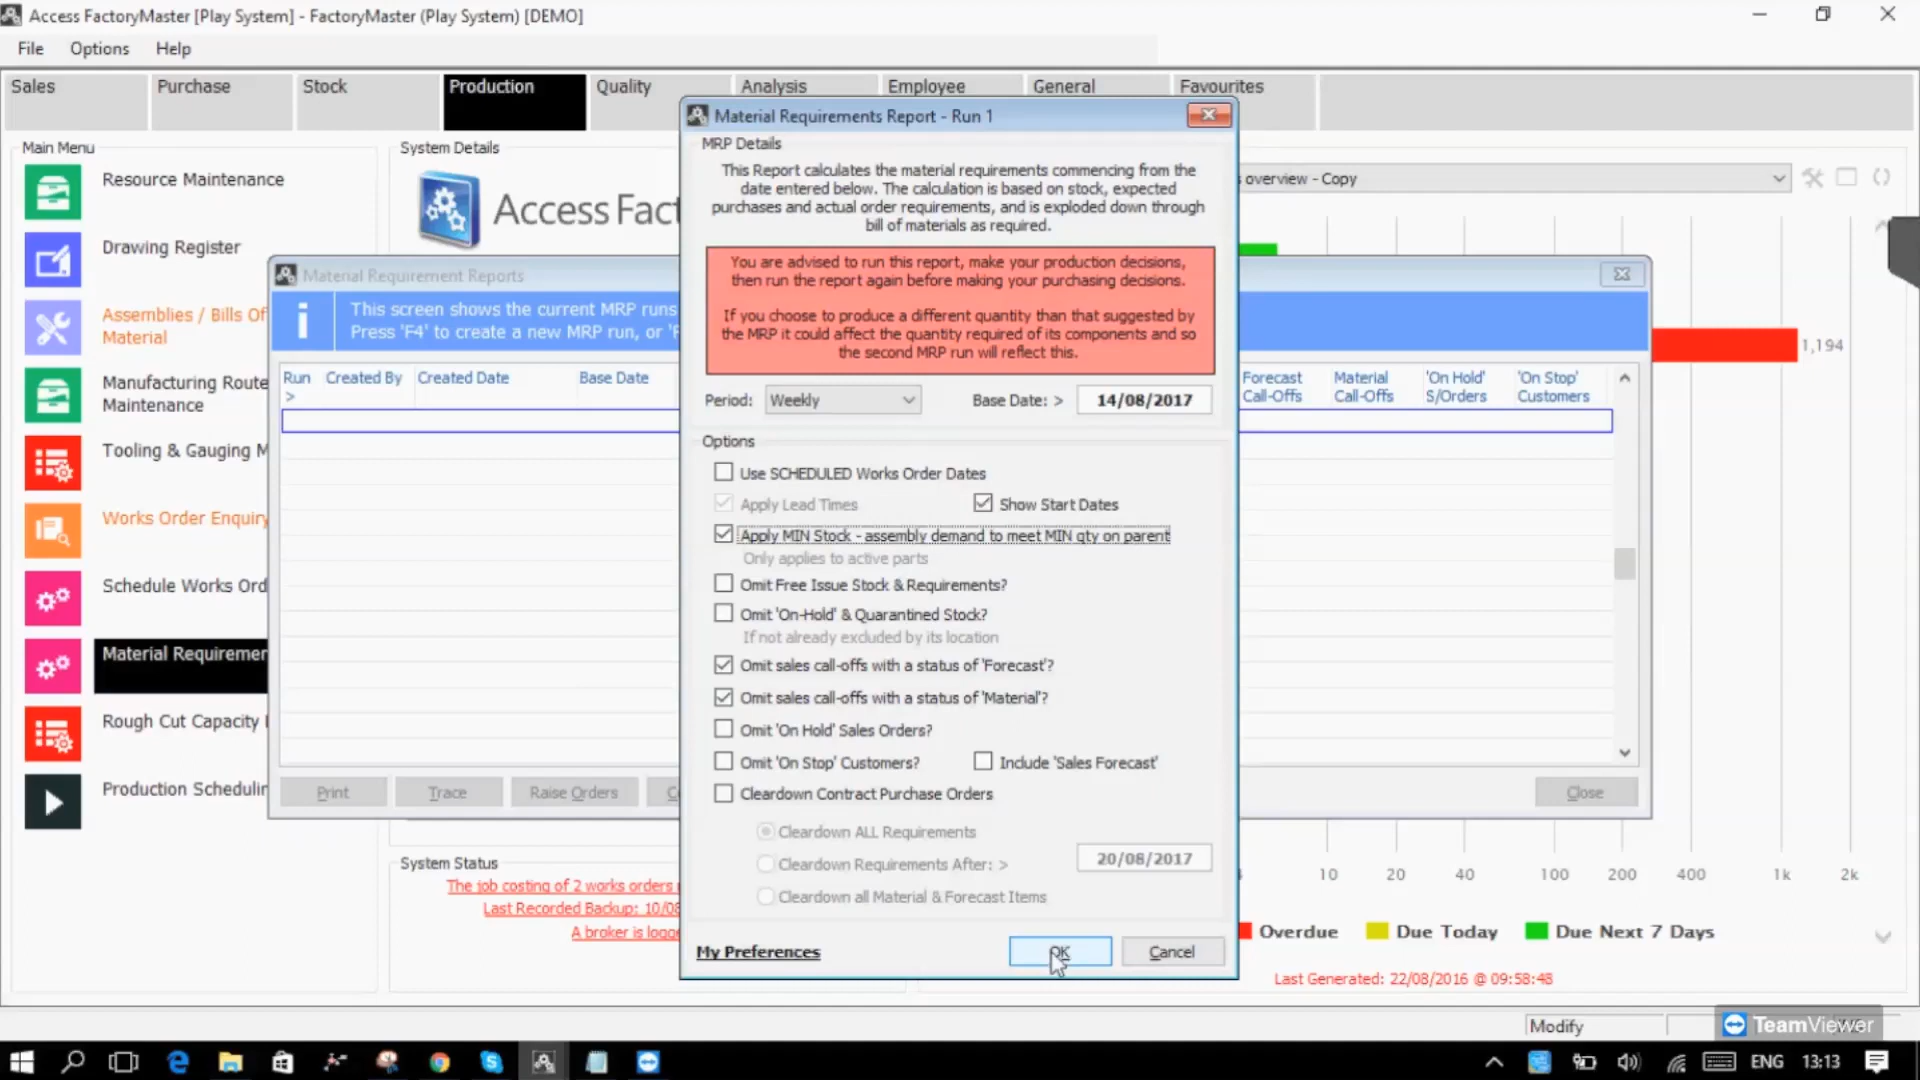 Access FactoryMaster [Play System] - FactoryMaster (Play System) [DEMO]
File Options Help
Sales Purchase Stock Production Quality Analysis Employee General Favourites
Main Menu
Resource Maintenance
Drawing Register
Assemblies / Bills Of
Material
Manufacturing Route
Maintenance
Tooling & Gauging M
Works Order Enquiry
Schedule Works Ord
Material Requiremen
Rough Cut Capacity
Production Schedulin
System Details
Access Fact
overview - Copy
1,194
Material Requirement Reports
This screen shows the current MRP runs
Press 'F4' to create a new MRP run, or
Run Created By Created Date Base Date
>
Forecast Call-Offs
Material Call-Offs
'On Hold' S/Orders
'On Stop' Customers
Print Trace Raise Orders Close
Material Requirements Report - Run 1
MRP Details
This Report calculates the material requirements commencing from the
date entered below. The calculation is based on stock, expected
purchases and actual order requirements, and is exploded down through
bill of materials as required.
You are advised to run this report, make your production decisions,
then run the report again before making your purchasing decisions.
If you choose to produce a different quantity than that suggested by
the MRP it could affect the quantity required of its components and so
the second MRP run will reflect this.
Period: Weekly Base Date: > 14/08/2017
Options
Use SCHEDULED Works Order Dates
Apply Lead Times Show Start Dates
Apply MIN Stock - assembly demand to meet MIN qty on parent
Only applies to active parts
Omit Free Issue Stock & Requirements?
Omit 'On-Hold' & Quarantined Stock?
If not already excluded by its location
Omit sales call-offs with a status of 'Forecast'?
Omit sales call-offs with a status of 'Material'?
Omit 'On Hold' Sales Orders?
Omit 'On Stop' Customers? Include 'Sales Forecast'
Cleardown Contract Purchase Orders
Cleardown ALL Requirements
Cleardown Requirements After: > 20/08/2017
Cleardown all Material & Forecast Items
My Preferences OK Cancel
System Status
The job costing of 2 works orders
Last Recorded Backup: 10/08
A broker is logge
10 20 40 100 200 400 1k 2k
Overdue Due Today Due Next 7 Days
Last Generated: 22/08/2016 @ 09:58:48
Modify
TeamViewer
ENG 13:13